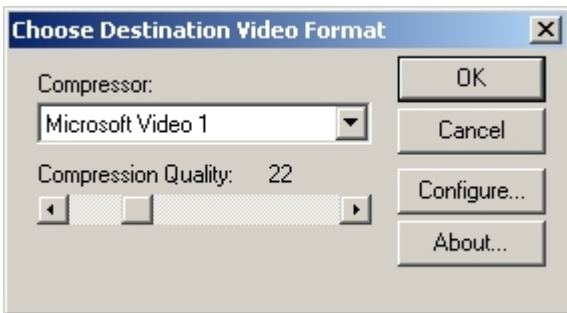 Choose Destination Video Format
Compressor:
Microsoft Video 1
Compression Quality: 22
OK
Cancel
Configure...
About...